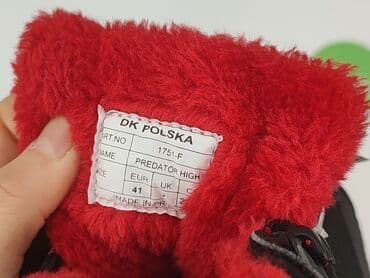 DK POLSKA
ART.NO 1751-F
NAME PREDATOR HIGH
SIZE EUR UK
41
MADE IN